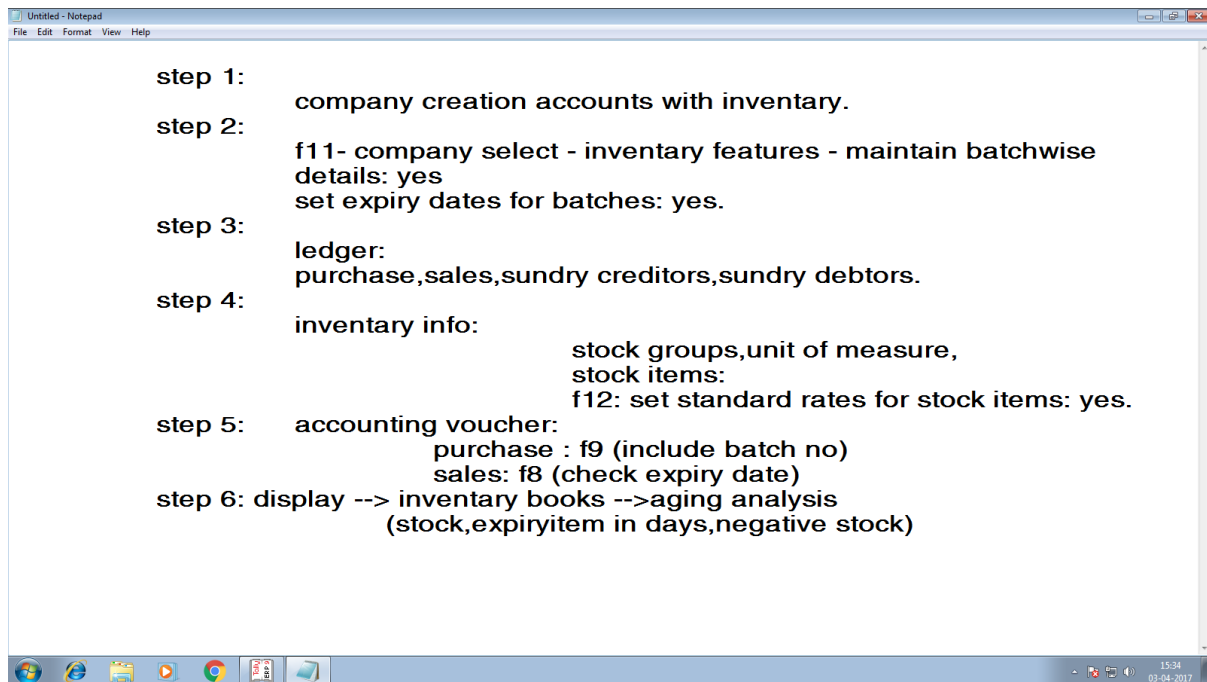 Untitled - Notepad
File Edit Format View Help
step 1:
company creation accounts with inventary.
step 2:
f11- company select - inventary features - maintain batchwise
details: yes
set expiry dates for batches: yes.
step 3:
ledger:
purchase,sales,sundry creditors,sundry debtors.
step 4:
inventary info:
stock groups,unit of measure,
stock items:
f12: set standard rates for stock items: yes.
step 5: accounting voucher:
purchase : f9 (include batch no)
sales: f8 (check expiry date)
step 6: display --> inventary books -->aging analysis
(stock,expiryitem in days,negative stock)
Tally
ERP 9
15:34
03-04-2017